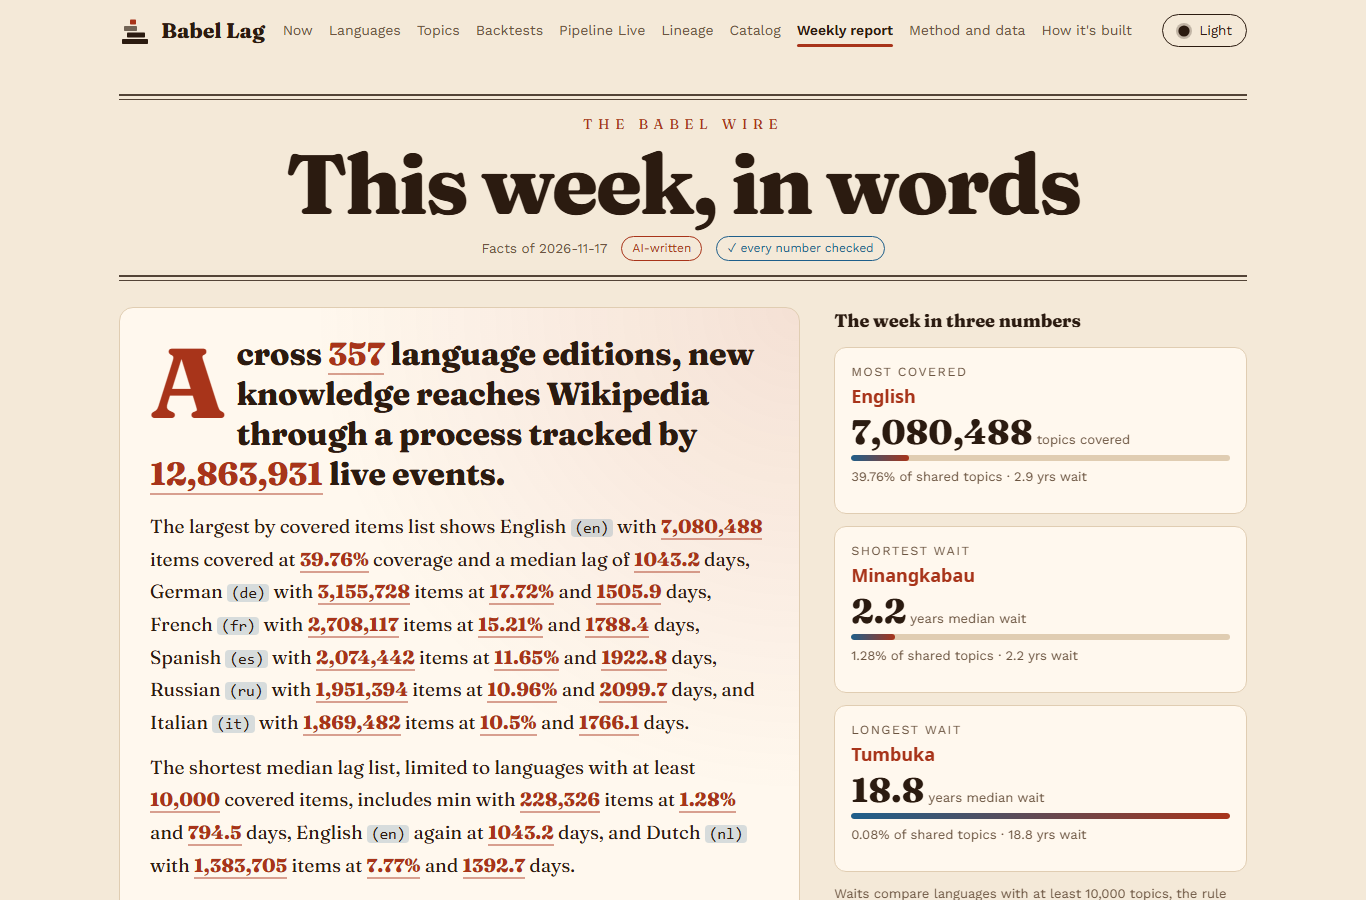 Babel Lag
Now Languages Topics Backtests Pipeline Live Lineage Catalog Weekly report Method and data How it's built Light
THE BABEL WIRE
This week, in words
Facts of 2026-11-17 AI-written ✓ every number checked
Across 357 language editions, new
knowledge reaches Wikipedia
through a process tracked by
12,863,931 live events.
The largest by covered items list shows English (en) with 7,080,488
items covered at 39.76% coverage and a median lag of 1043.2 days,
German (de) with 3,155,728 items at 17.72% and 1505.9 days,
French (fr) with 2,708,117 items at 15.21% and 1788.4 days,
Spanish (es) with 2,074,442 items at 11.65% and 1922.8 days,
Russian (ru) with 1,951,394 items at 10.96% and 2099.7 days, and
Italian (it) with 1,869,482 items at 10.5% and 1766.1 days.
The shortest median lag list, limited to languages with at least
10,000 covered items, includes min with 228,326 items at 1.28%
and 794.5 days, English (en) again at 1043.2 days, and Dutch (nl)
with 1,383,705 items at 7.77% and 1392.7 days.
The week in three numbers
MOST COVERED
English
7,080,488 topics covered
39.76% of shared topics · 2.9 yrs wait
SHORTEST WAIT
Minangkabau
2.2 years median wait
1.28% of shared topics · 2.2 yrs wait
LONGEST WAIT
Tumbuka
18.8 years median wait
0.08% of shared topics · 18.8 yrs wait
Waits compare languages with at least 10,000 topics, the rule